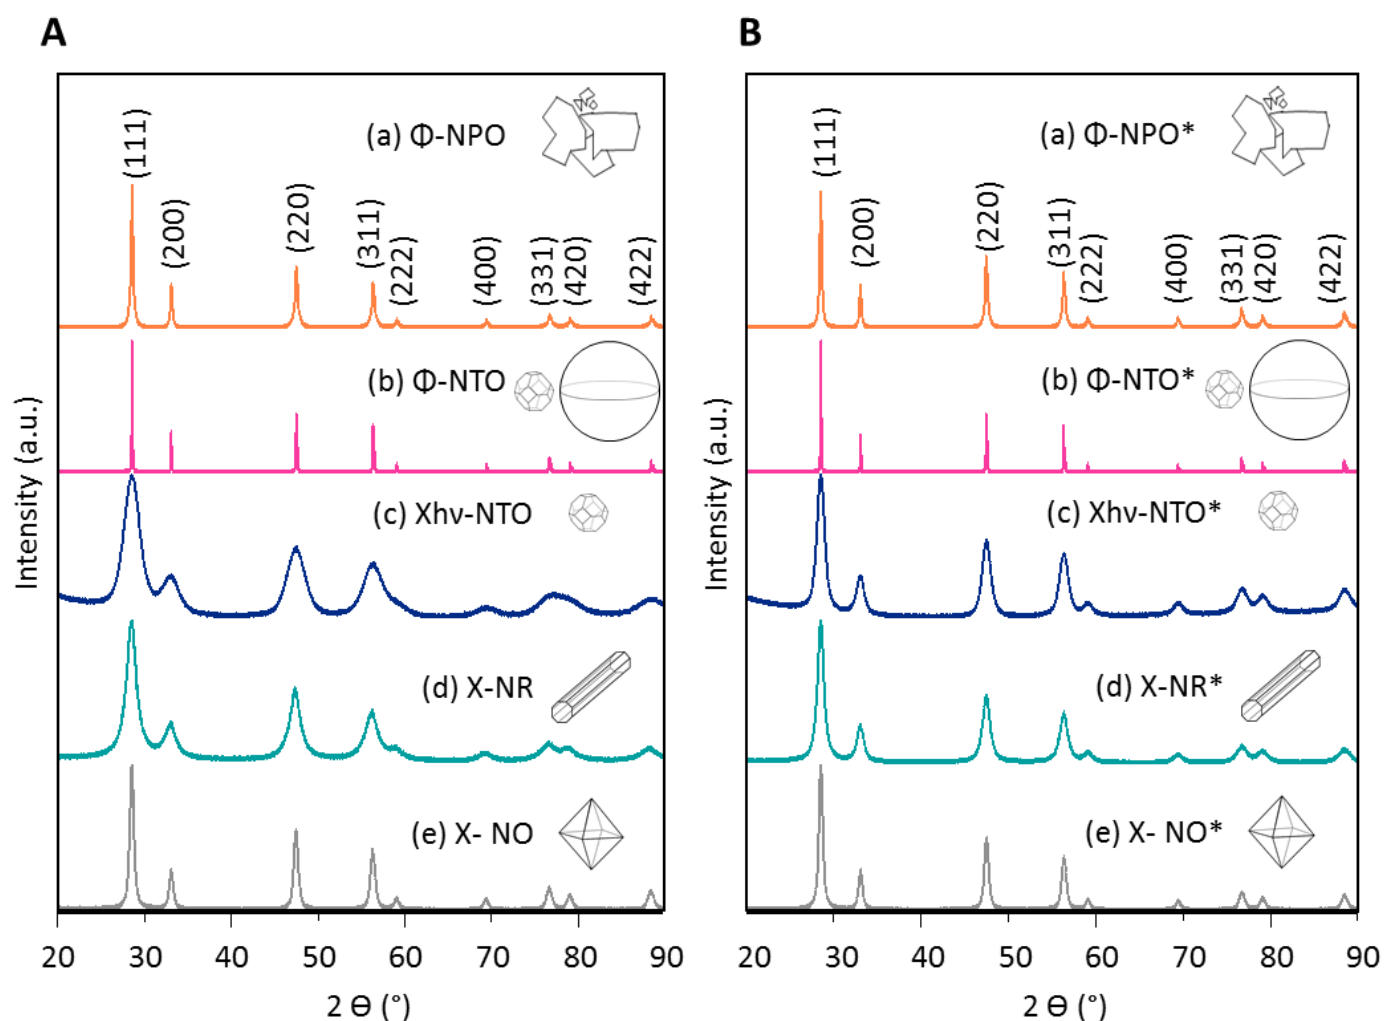 A
(a) Φ-NPO
(111)
(200)
(220)
(311)
(222)
(400)
(331)
(420)
(422)
(b) Φ-NTO
(c) Xhν-NTO
(d) X-NR
(e) X- NO
Intensity (a.u.)
20 30 40 50 60 70 80 90
2 ϴ (°)
B
(a) Φ-NPO*
(111)
(200)
(220)
(311)
(222)
(400)
(331)
(420)
(422)
(b) Φ-NTO*
(c) Xhν-NTO*
(d) X-NR*
(e) X- NO*
Intensity (a.u.)
20 30 40 50 60 70 80 90
2 ϴ (°)